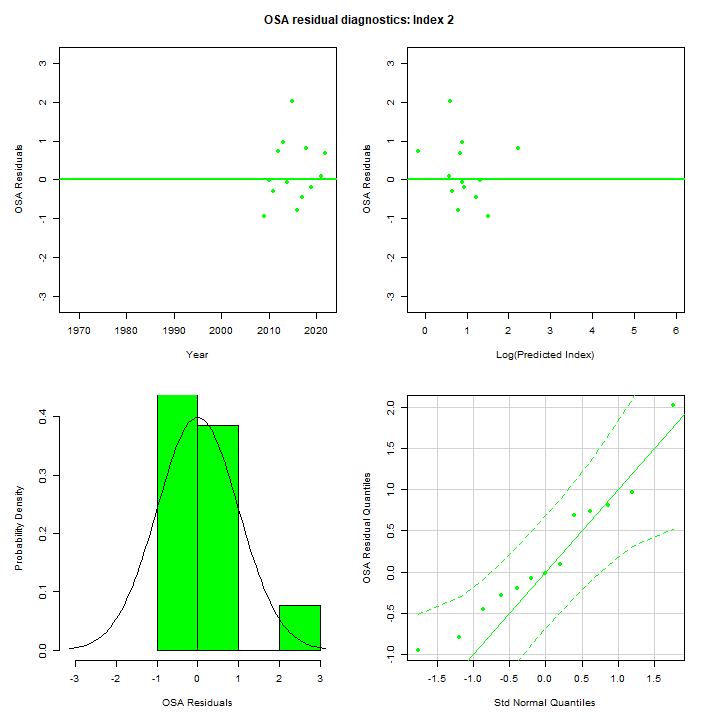 OSA residual diagnostics: Index 2
OSA Residuals
3
2
1
0
-1
-2
-3
1970 1980 1990 2000 2010 2020
Year
OSA Residuals
3
2
1
0
-1
-2
-3
0 1 2 3 4 5 6
Log(Predicted Index)
Probability Density
0.4
0.3
0.2
0.1
0.0
-3 -2 -1 0 1 2 3
OSA Residuals
OSA Residual Quantiles
2.0
1.5
1.0
0.5
0.0
-0.5
-1.0
-1.5 -1.0 -0.5 0.0 0.5 1.0 1.5
Std Normal Quantiles